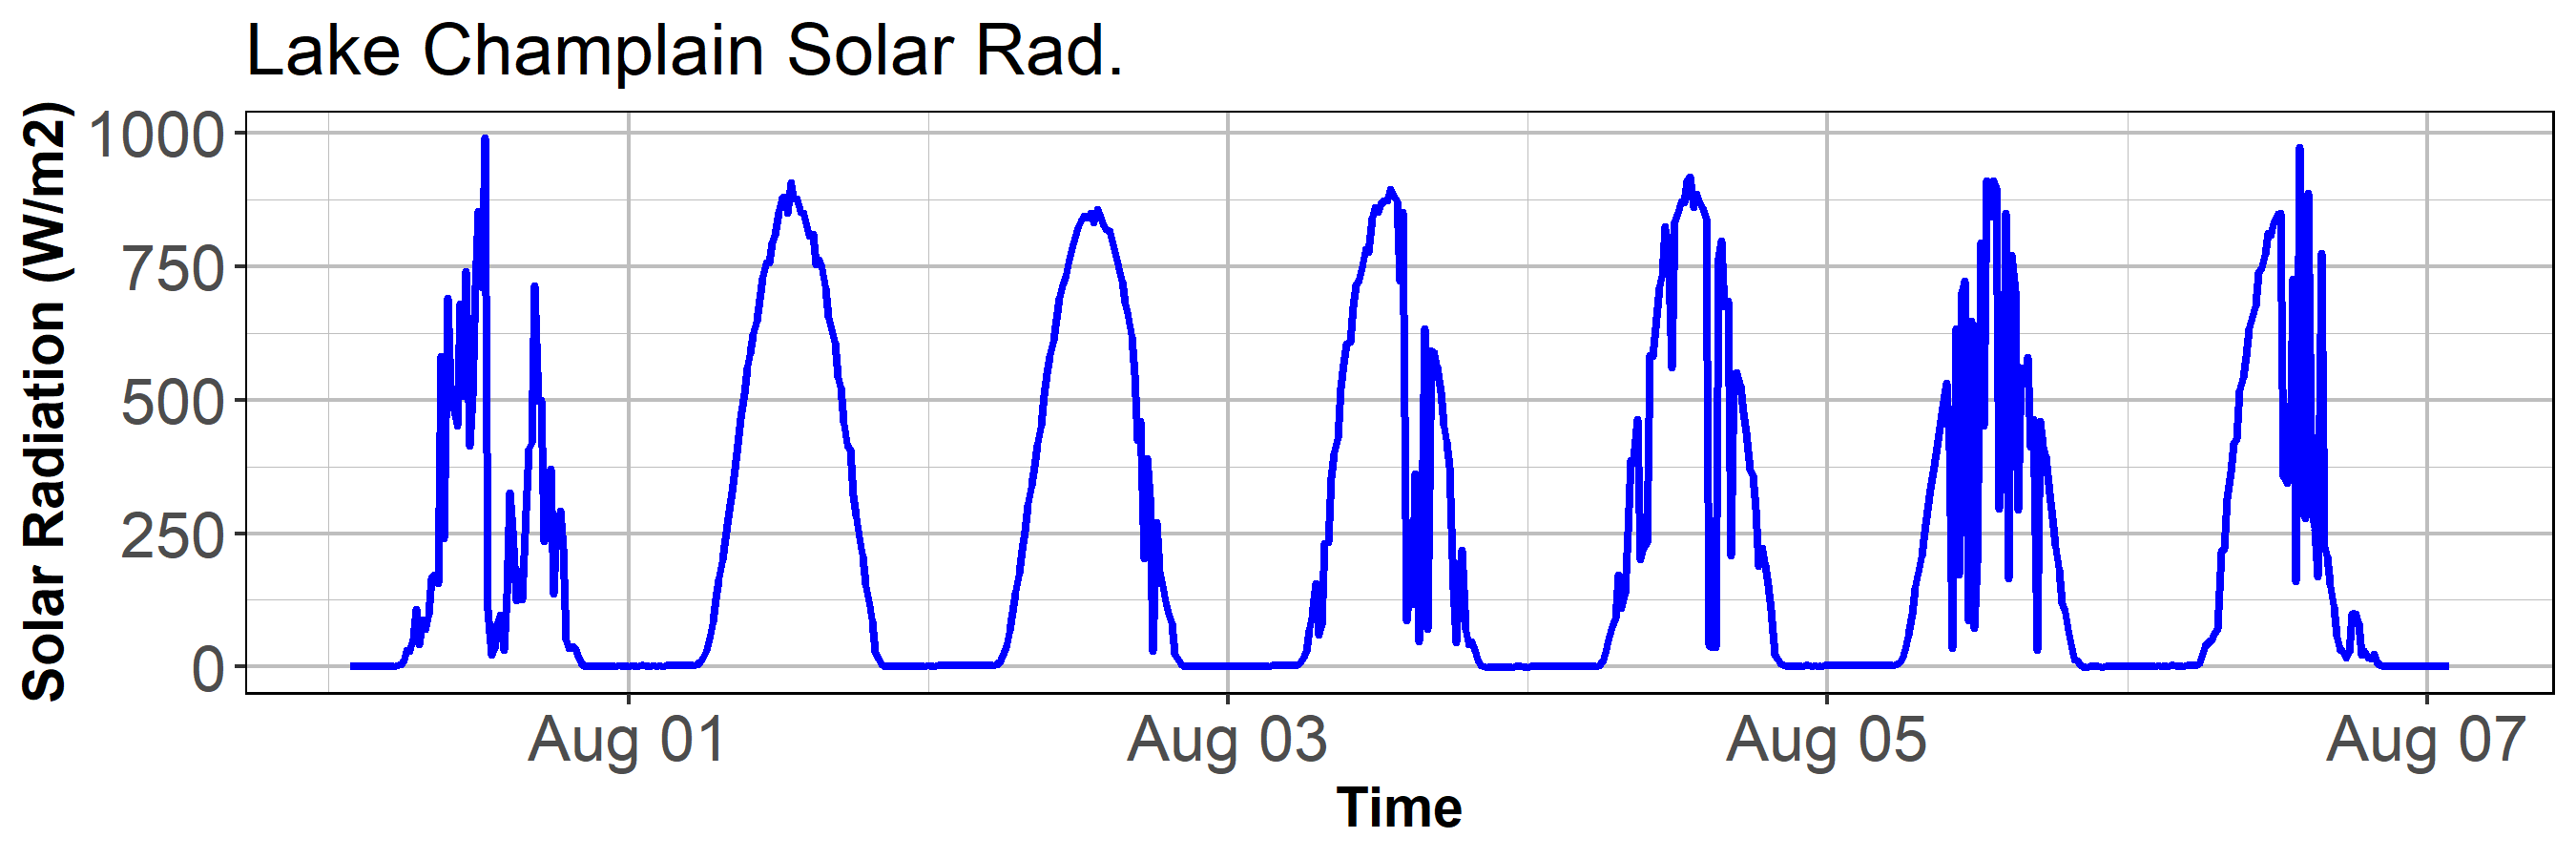 Lake Champlain Solar Rad.
Solar Radiation (W/m2)
1000
750
500
250
0
Aug 01
Aug 03
Aug 05
Aug 07
Time